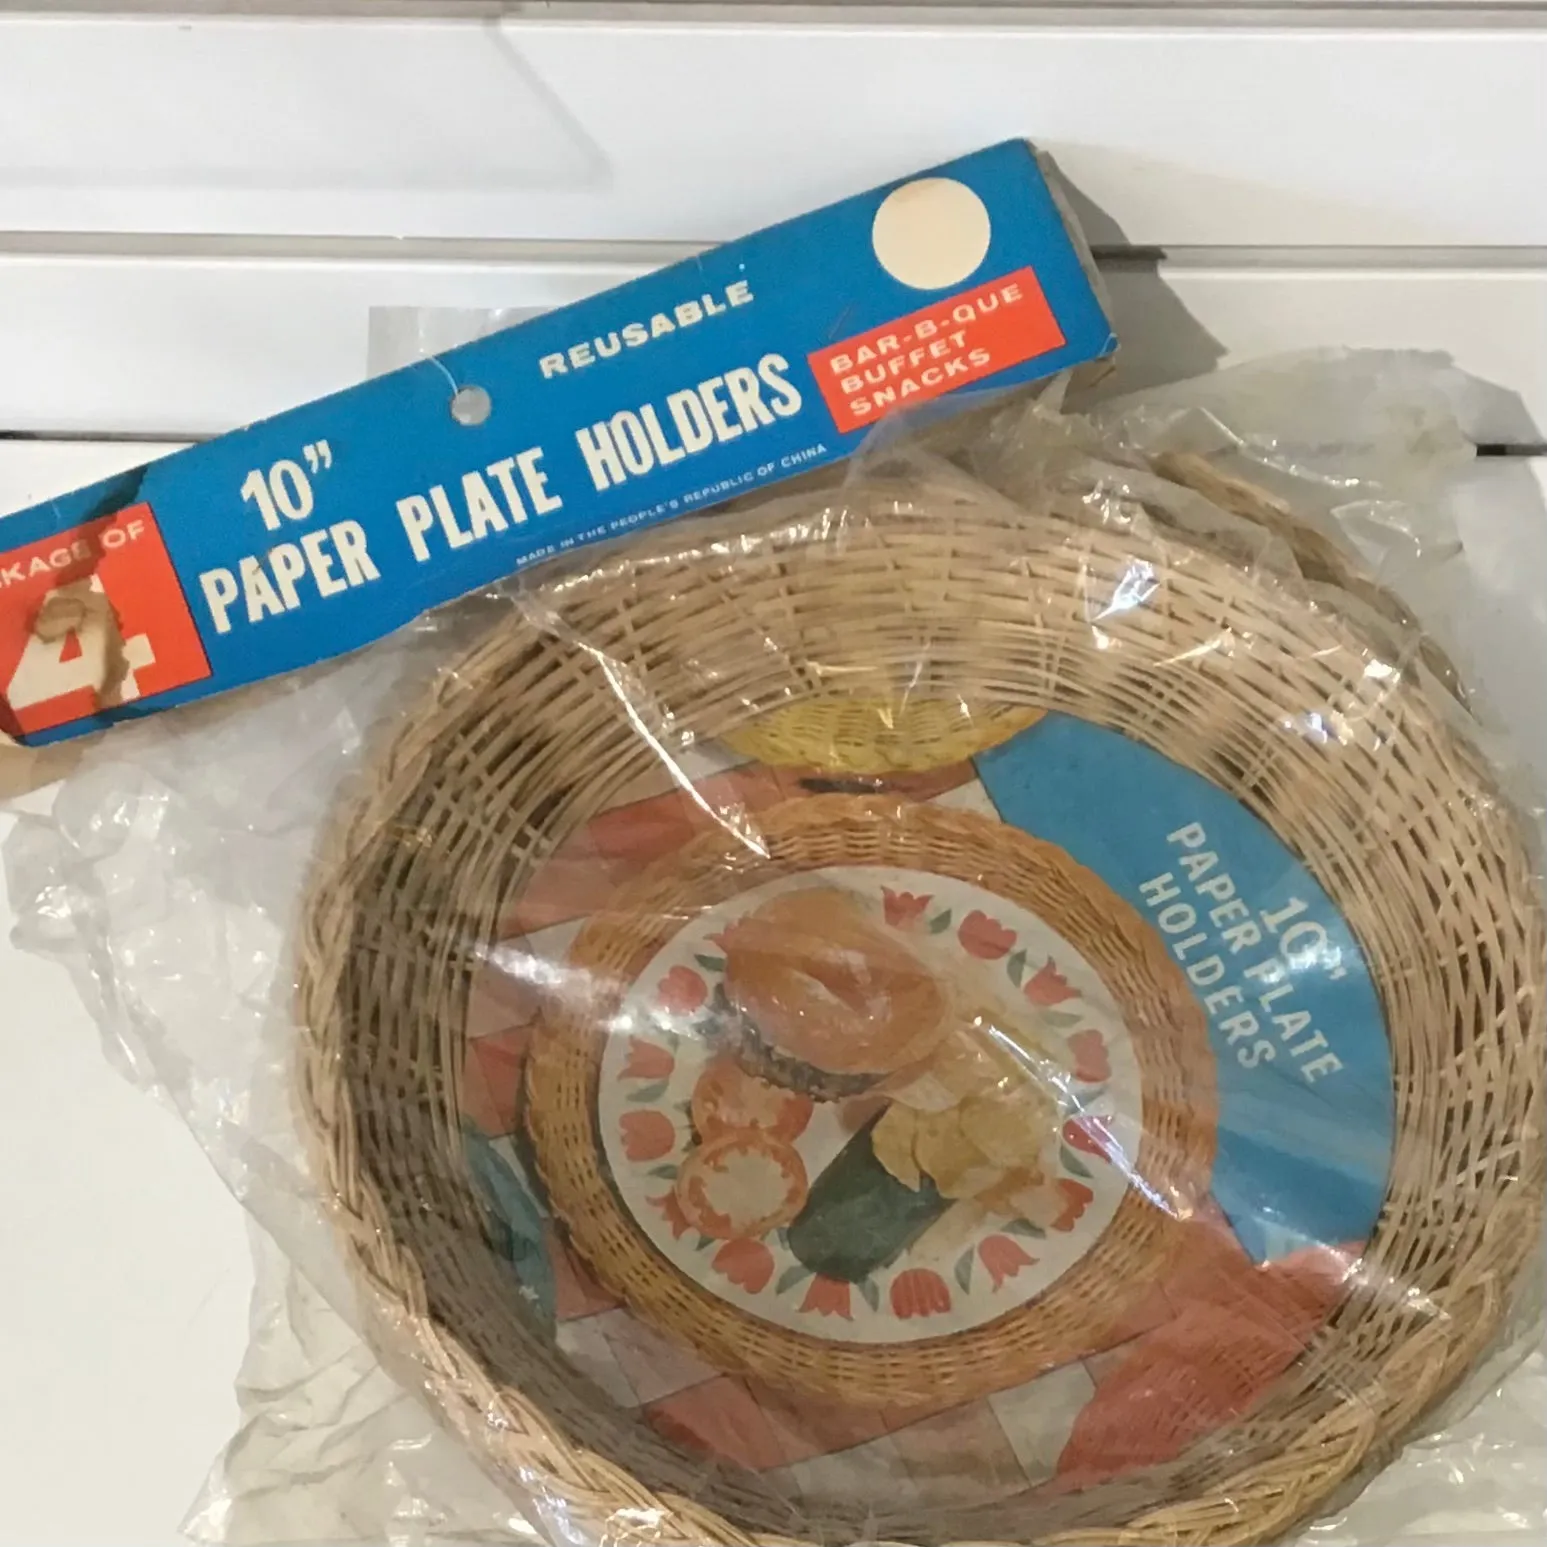 REUSABLE
10”
PAPER PLATE HOLDERS
MADE IN THE PEOPLE'S REPUBLIC OF CHINA
BAR-B-QUE
BUFFET
SNACKS
KAGE OF
4
10”
PAPER PLATE
HOLDERS